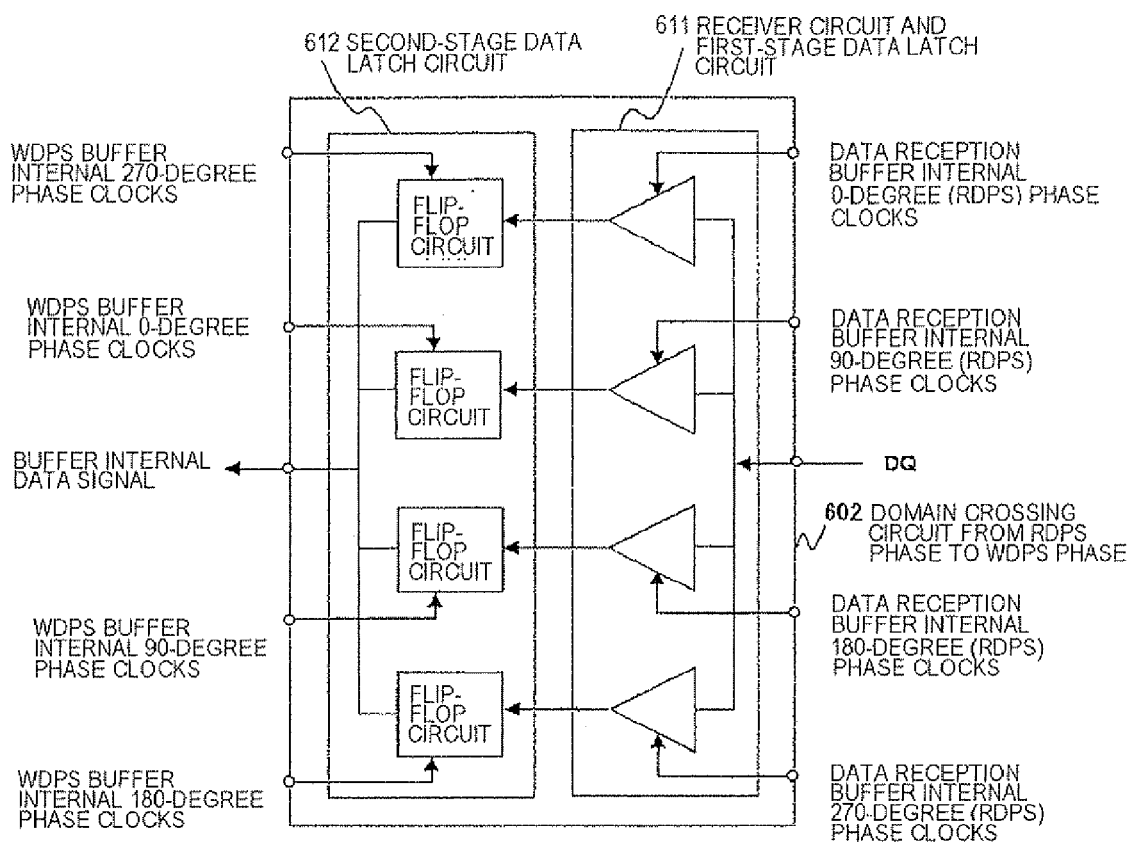 612 SECOND-STAGE DATA
LATCH CIRCUIT
611 RECEIVER CIRCUIT AND
FIRST-STAGE DATA LATCH
CIRCUIT
WDPS BUFFER
INTERNAL 270-DEGREE
PHASE CLOCKS
FLIP-
FLOP
CIRCUIT
DATA RECEPTION
BUFFER INTERNAL
0-DEGREE (RDPS) PHASE
CLOCKS
WDPS BUFFER
INTERNAL 0-DEGREE
PHASE CLOCKS
FLIP-
FLOP
CIRCUIT
DATA RECEPTION
BUFFER INTERNAL
90-DEGREE (RDPS)
PHASE CLOCKS
BUFFER INTERNAL
DATA SIGNAL
DQ
602 DOMAIN CROSSING
CIRCUIT FROM RDPS
PHASE TO WDPS PHASE
FLIP-
FLOP
CIRCUIT
WDPS BUFFER
INTERNAL 90-DEGREE
PHASE CLOCKS
DATA RECEPTION
BUFFER INTERNAL
180-DEGREE (RDPS)
PHASE CLOCKS
FLIP-
FLOP
CIRCUIT
WDPS BUFFER
INTERNAL 180-DEGREE
PHASE CLOCKS
DATA RECEPTION
BUFFER INTERNAL
270-DEGREE (RDPS)
PHASE CLOCKS